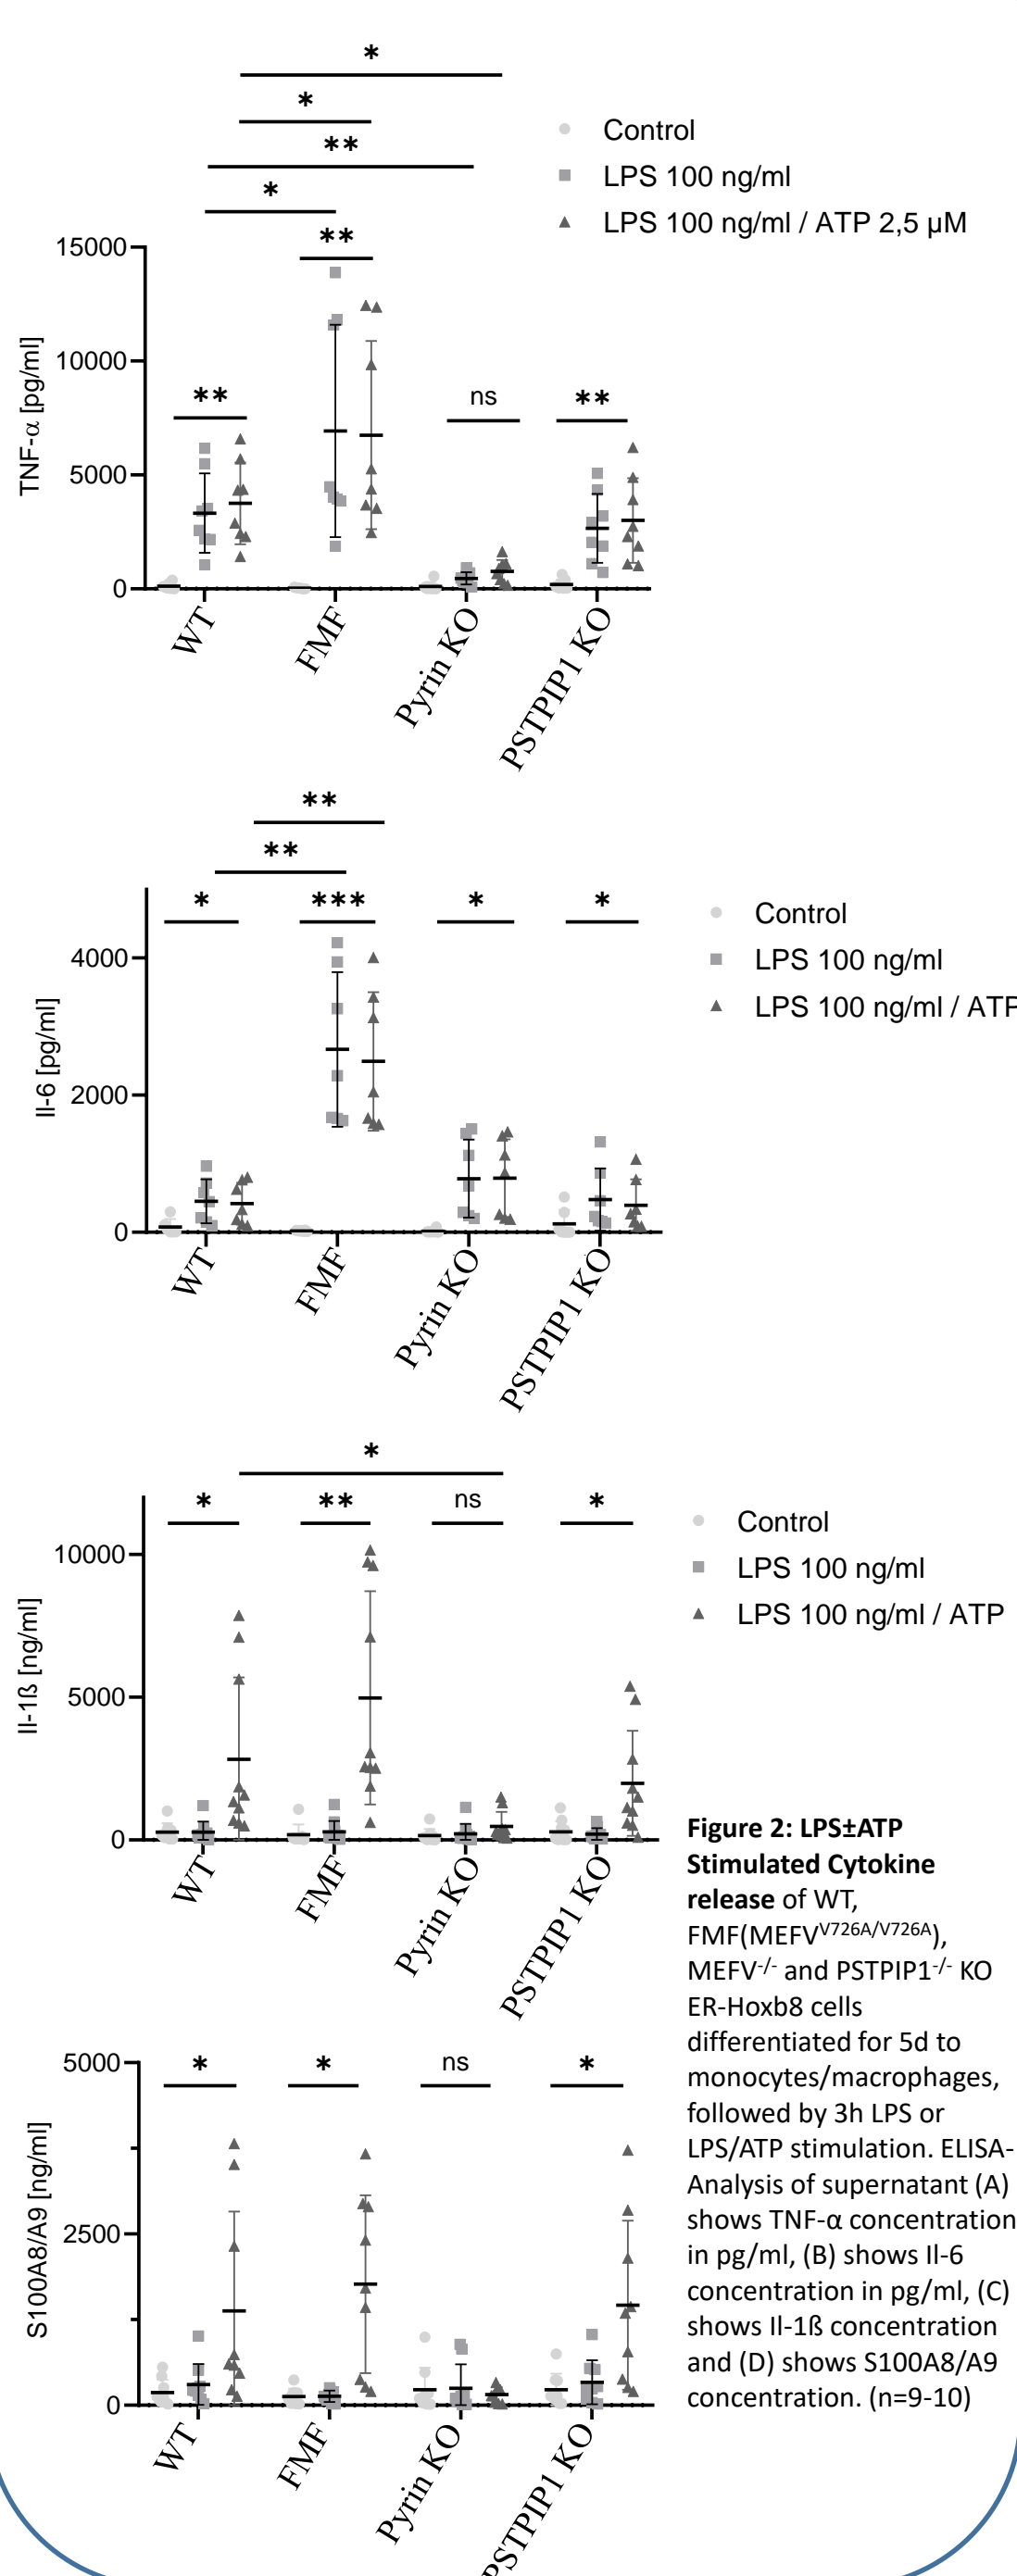 *
*
**
*
**
Control
LPS 100 ng/ml
LPS 100 ng/ml / ATP 2,5 µM
15000
10000
5000
0
TNF-α [pg/ml]
**
ns
**
WT
FMF
Pyrin KO
PSTPIP1 KO
**
**
*
***
*
*
Control
LPS 100 ng/ml
LPS 100 ng/ml / ATP
4000
2000
0
Il-6 [pg/ml]
WT
FMF
Pyrin KO
PSTPIP1 KO
*
*
**
ns
*
Control
LPS 100 ng/ml
LPS 100 ng/ml / ATP
10000
5000
0
Il-1ß [ng/ml]
WT
FMF
Pyrin KO
PSTPIP1 KO
5000
2500
0
S100A8/A9 [ng/ml]
*
*
ns
*
WT
FMF
Pyrin KO
PSTPIP1 KO
Figure 2: LPS±ATP
Stimulated Cytokine
release of WT,
FMF(MEFV^V726A/V726A),
MEFV^-/- and PSTPIP1^-/- KO
ER-Hoxb8 cells
differentiated for 5d to
monocytes/macrophages,
followed by 3h LPS or
LPS/ATP stimulation. ELISA-
Analysis of supernatant (A)
shows TNF-α concentration
in pg/ml, (B) shows Il-6
concentration in pg/ml, (C)
shows Il-1ß concentration
and (D) shows S100A8/A9
concentration. (n=9-10)